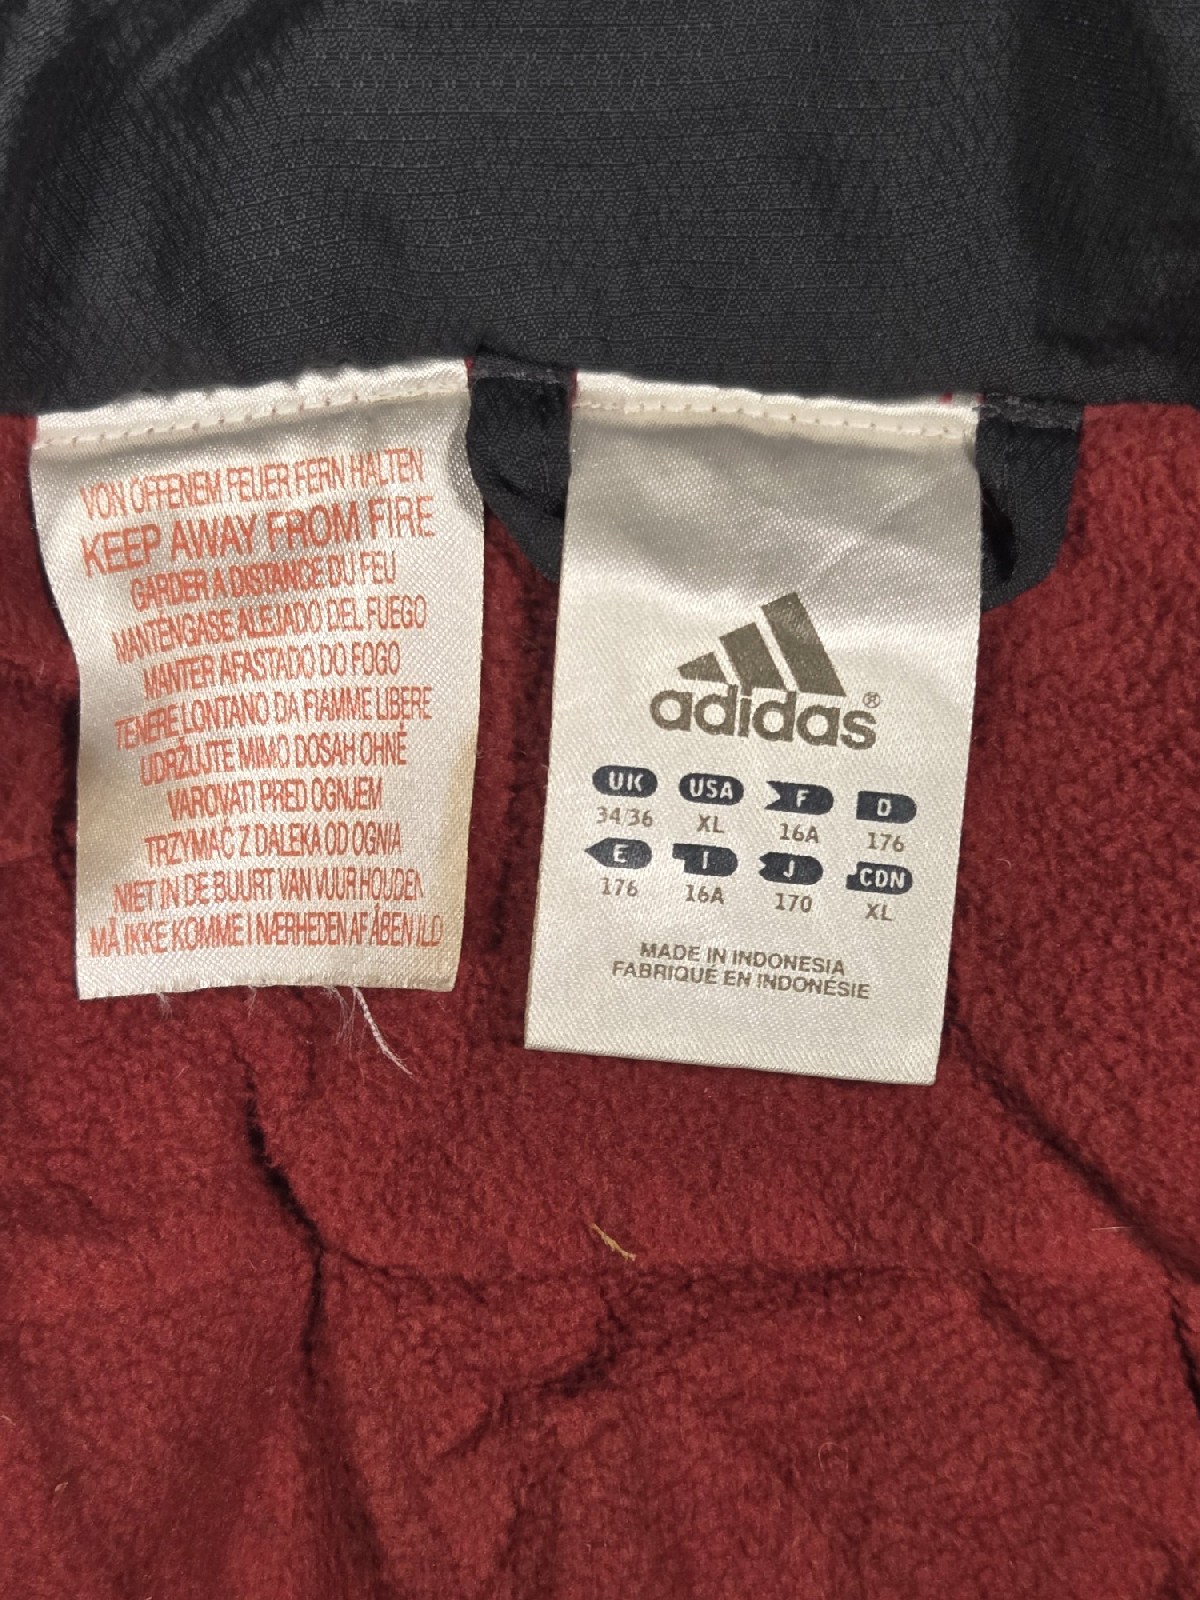 VON OFFENEM FEUER FERN HALTEN
KEEP AWAY FROM FIRE
GARDER A DISTANCE DU FEU
MANTÉNGASE ALEJADO DEL FUEGO
MANTER AFASTADO DO FOGO
TENERE LONTANO DA FIAMME LIBERE
UDRŽUJTE MIMO DOSAH OHNĚ
VAROVATI PRED OGNJEM
TRZYMAĆ Z DALEKA OD OGNIA
NIET IN DE BUURT VAN VUUR HOUDEN
MÅ IKKE KOMME I NÆRHEDEN AF ÅBEN ILD
adidas®
UK USA F D
34/36 XL 16A 176
E I J CDN
176 16A 170 XL
MADE IN INDONESIA
FABRIQUÉ EN INDONÉSIE